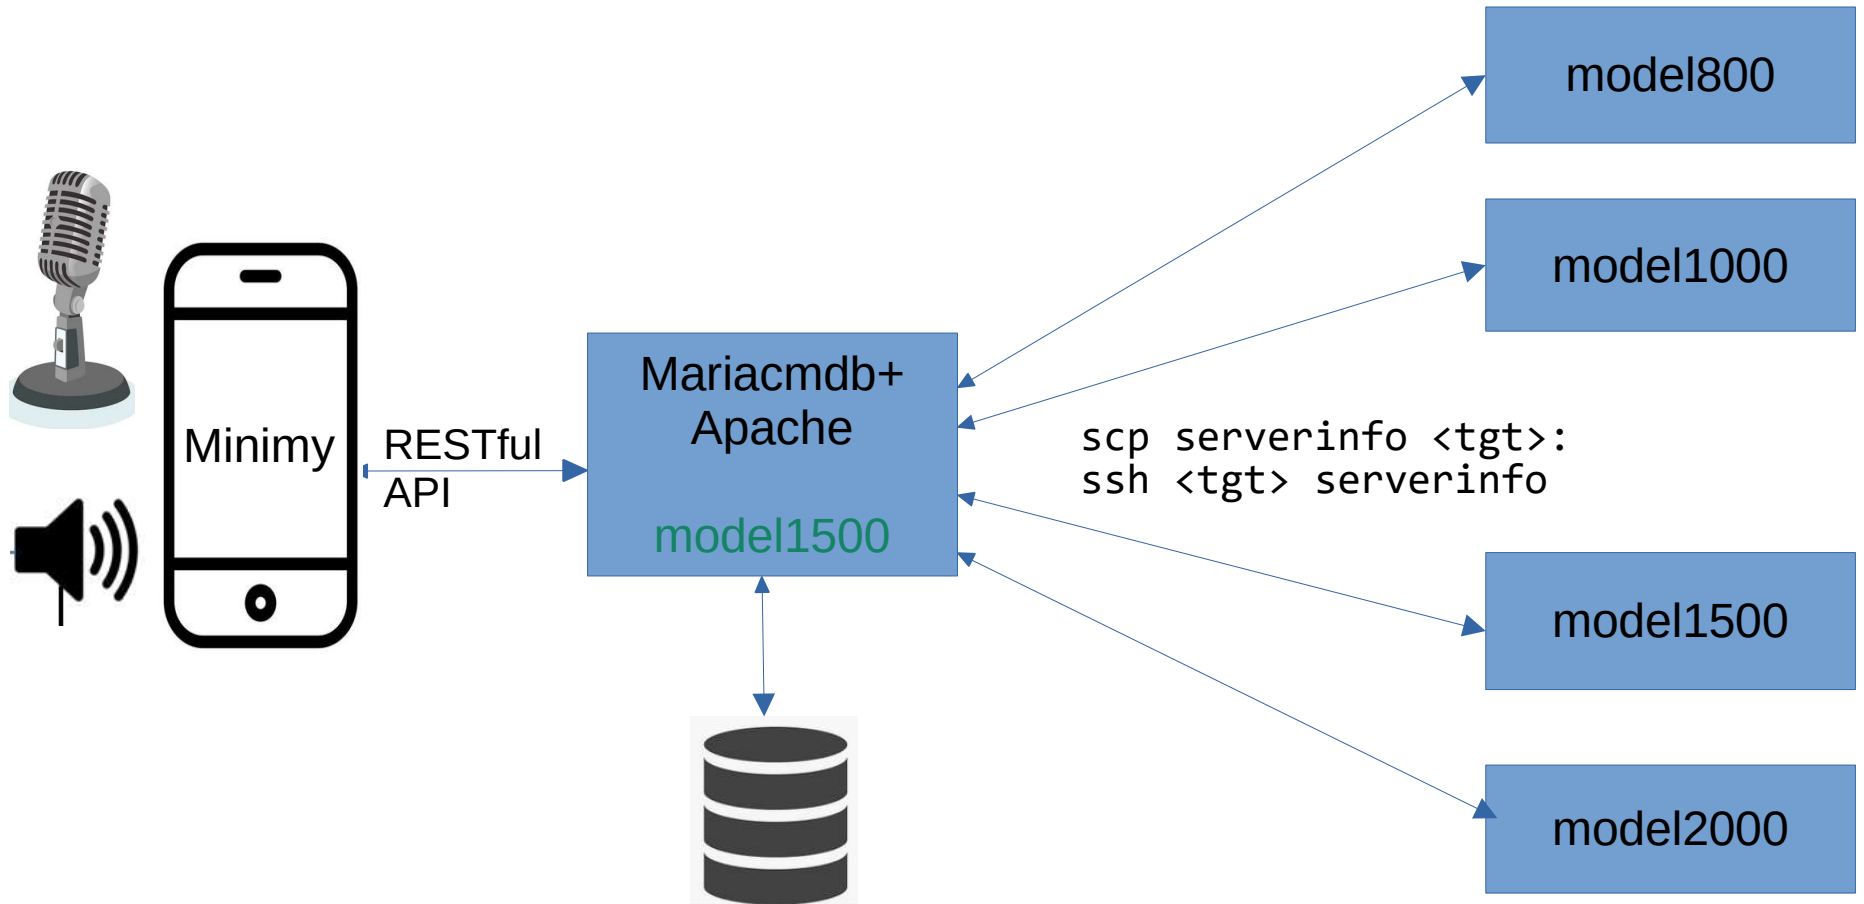 model800
model1000
Minimy
RESTful
API
Mariacmdb+
Apache
model1500
scp serverinfo <tgt>:
ssh <tgt> serverinfo
model1500
model2000